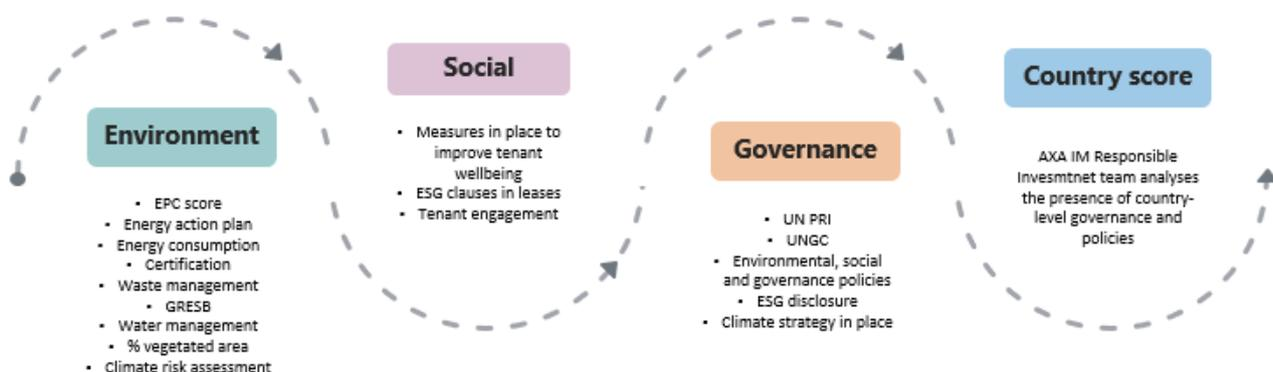 Environment
• EPC score
• Energy action plan
• Energy consumption
• Certification
• Waste management
• GRESB
• Water management
• % vegetated area
• Climate risk assessment
Social
• Measures in place to
improve tenant
wellbeing
• ESG clauses in leases
• Tenant engagement
Governance
• UN PRI
• UNGC
• Environmental, social
and governance policies
• ESG disclosure
• Climate strategy in place
Country score
AXA IM Responsible
Invesmtnet team analyses
the presence of country-
level governance and
policies